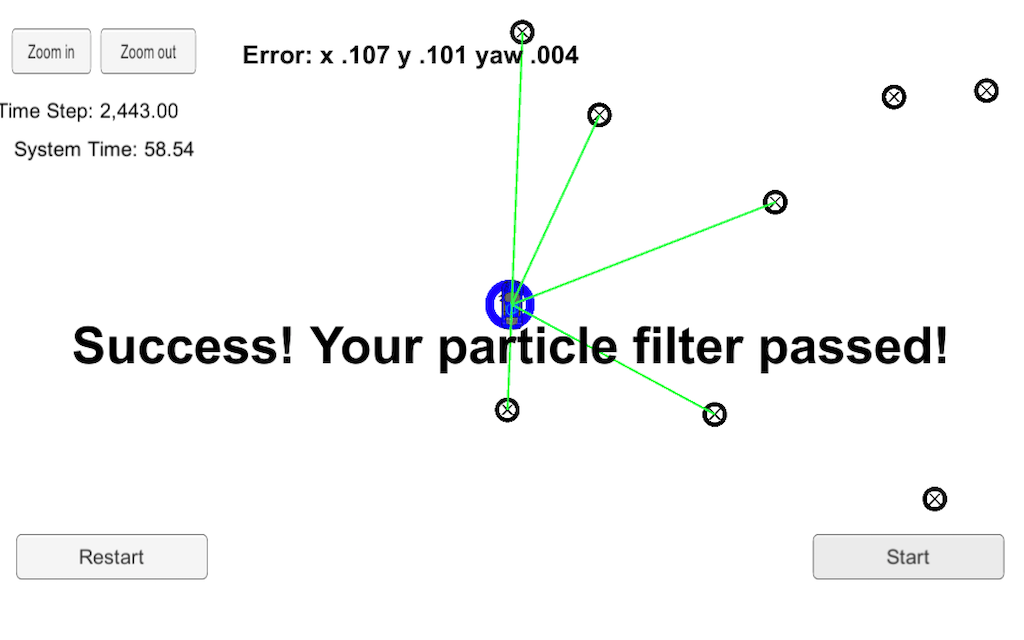 Zoom in
Zoom out
Error: x .107 y .101 yaw .004
Time Step: 2,443.00
System Time: 58.54
Success! Your particle filter passed!
Restart
Start